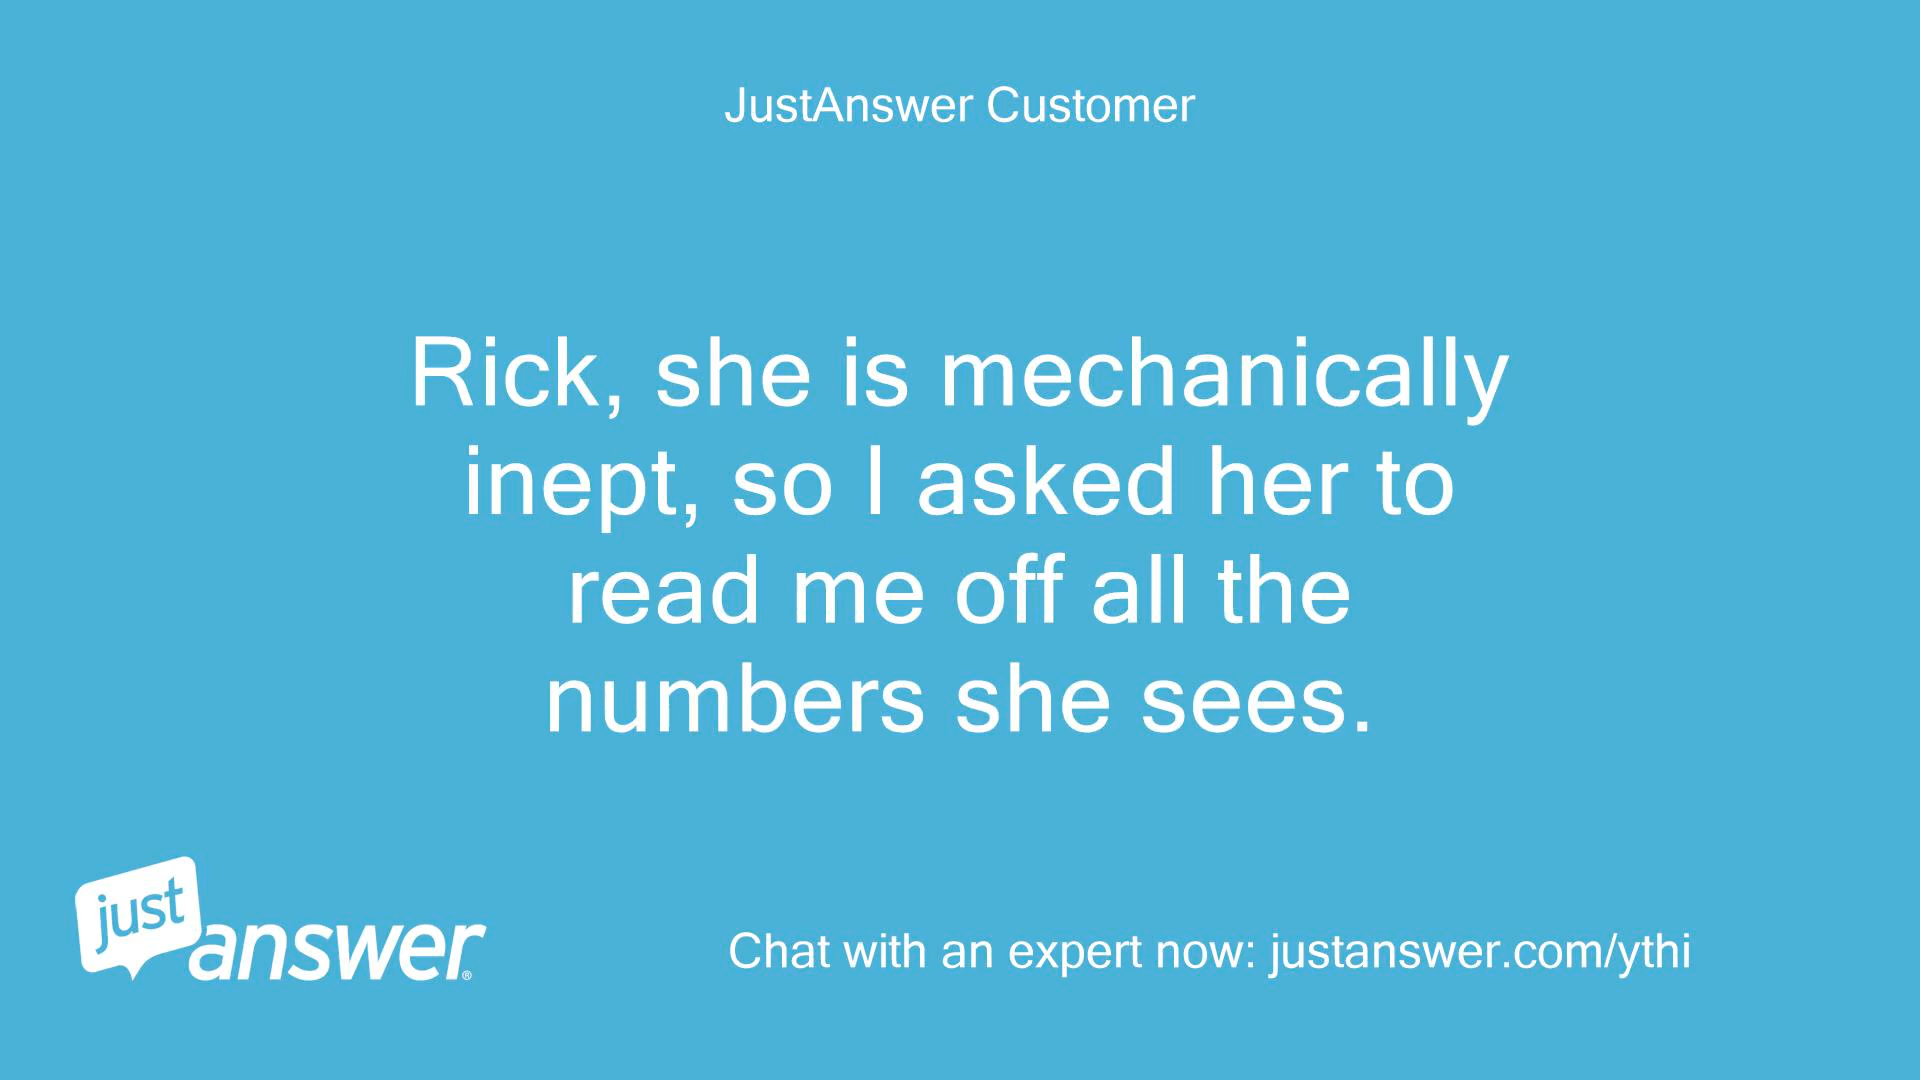 JustAnswer Customer
Rick, she is mechanically
inept, so I asked her to
read me off all the
numbers she sees.
just
answer®
Chat with an expert now: justanswer.com/ythi